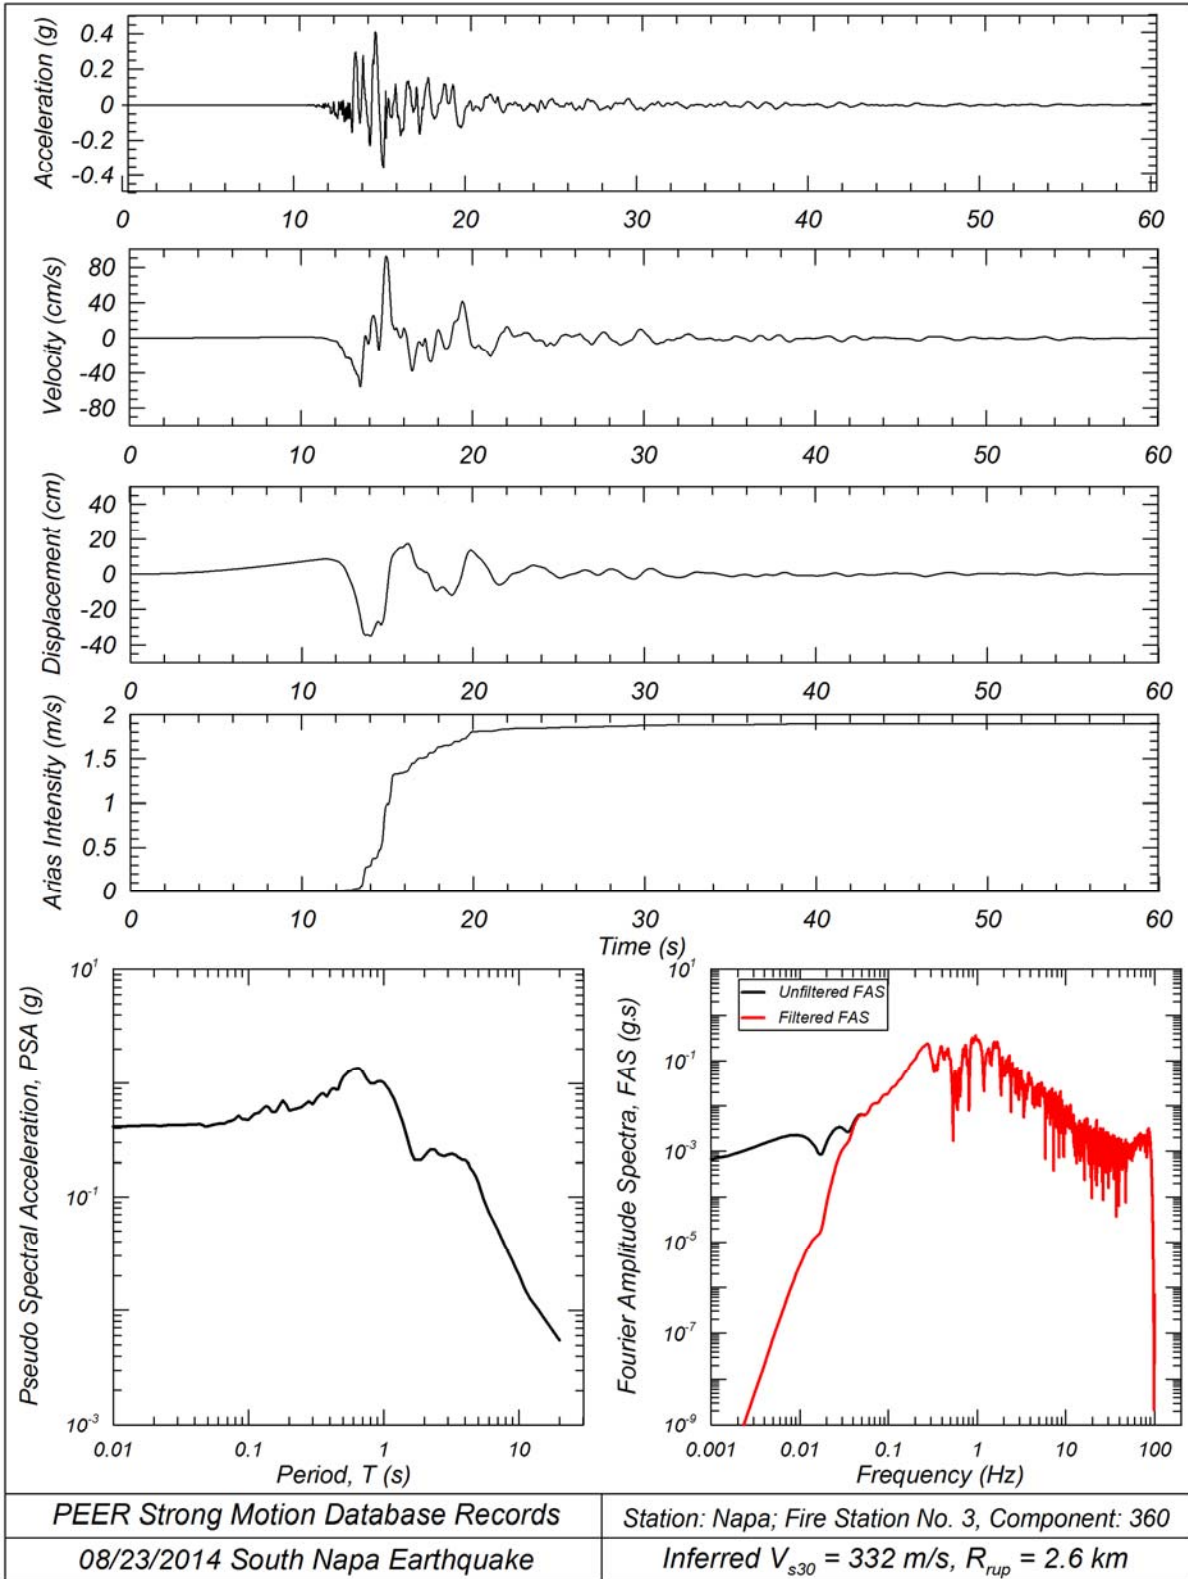 Acceleration (g)
0.4
0.2
0
-0.2
-0.4
0 10 20 30 40 50 60
Velocity (cm/s)
80
40
0
-40
-80
0 10 20 30 40 50 60
Displacement (cm)
40
20
0
-20
-40
0 10 20 30 40 50 60
Arias Intensity (m/s)
2
1.5
1
0.5
0
0 10 20 30 40 50 60
Time (s)
Pseudo Spectral Acceleration, PSA (g)
10¹
10⁻¹
10⁻³
0.01 0.1 1 10
Period, T (s)
Fourier Amplitude Spectra, FAS (g.s)
10¹
10⁻¹
10⁻³
10⁻⁵
10⁻⁷
10⁻⁹
Unfiltered FAS
Filtered FAS
0.001 0.01 0.1 1 10 100
Frequency (Hz)
PEER Strong Motion Database Records
Station: Napa; Fire Station No. 3, Component: 360
08/23/2014 South Napa Earthquake
Inferred Vs30 = 332 m/s, Rrup = 2.6 km